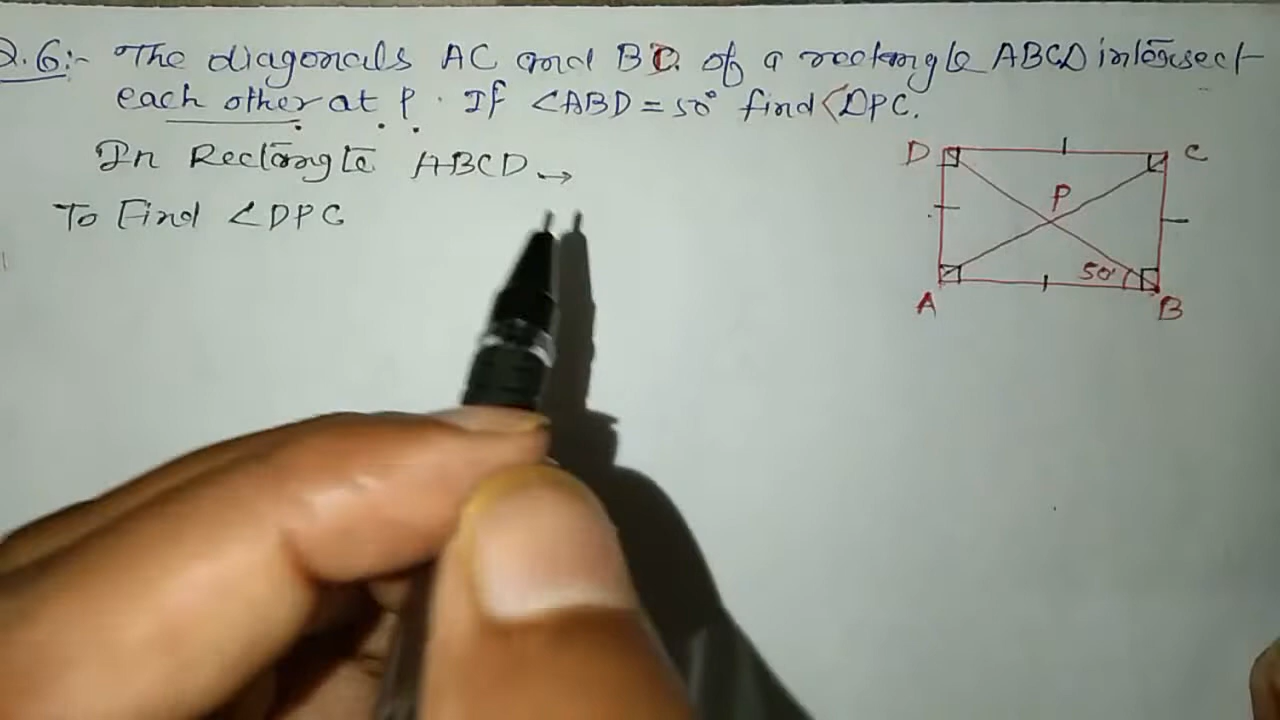 Q.6:- The diagonals AC and BD of a rectangle ABCD intersect
each other at P. If ∠ABD = 50° find ∠DPC.
In Rectangle ABCD →
To Find ∠DPC
D C
P
50°
A B